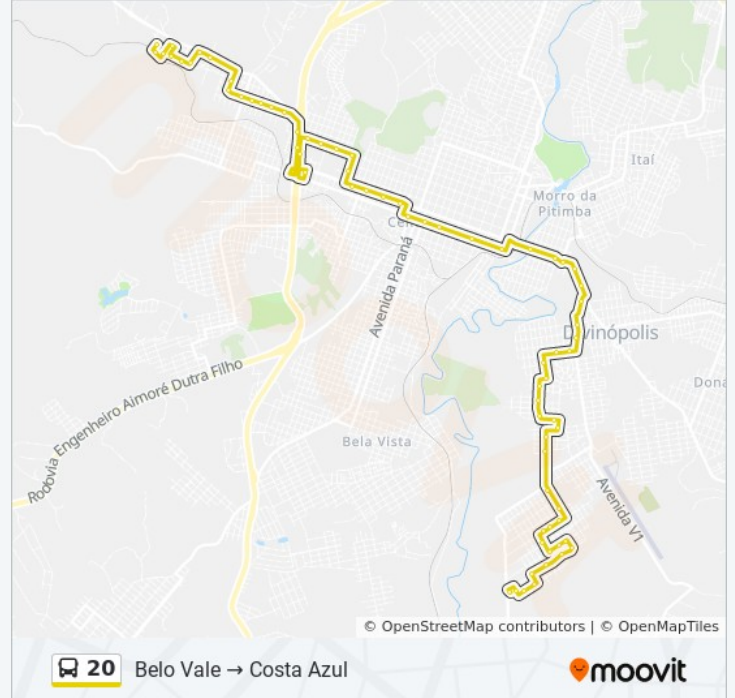 Itaí
Morro da
Pitimba
Ce
Avenida Paraná
Divinópolis
Dona
Rodovia Engenheiro Aimoré Dutra Filho
Bela Vista
Avenida V1
© OpenStreetMap contributors | © OpenMapTiles
20 Belo Vale → Costa Azul
moovit